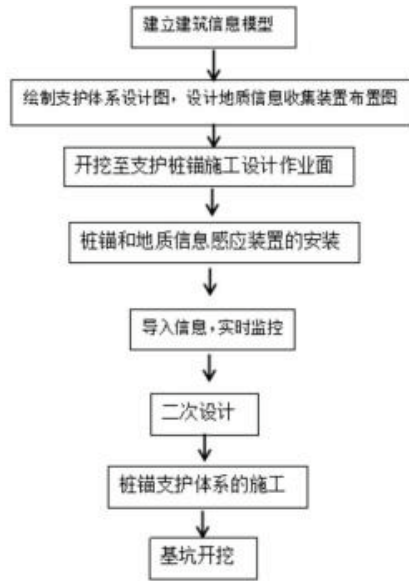 建立建筑信息模型
绘制支护体系设计图，设计地质信息收集装置布置图
开挖至支护桩锚施工设计作业面
桩锚和地质信息感应装置的安装
导入信息，实时监控
二次设计
桩锚支护体系的施工
基坑开挖